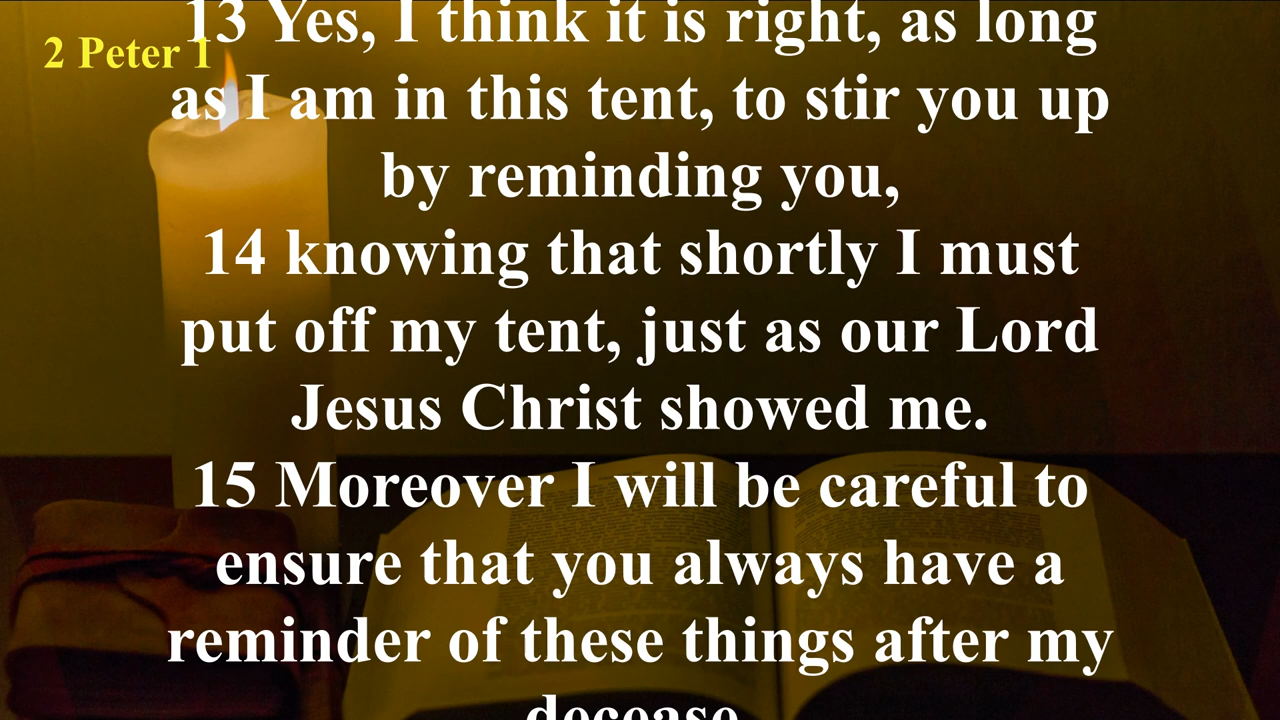 2 Peter 1
13 Yes, I think it is right, as long
as I am in this tent, to stir you up
by reminding you,
14 knowing that shortly I must
put off my tent, just as our Lord
Jesus Christ showed me.
15 Moreover I will be careful to
ensure that you always have a
reminder of these things after my
decease.